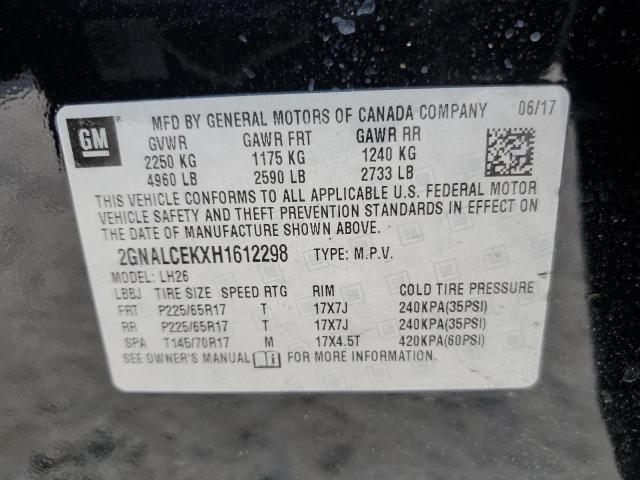 GM
MFD BY GENERAL MOTORS OF CANADA COMPANY 06/17
GVWR GAWR FRT GAWR RR
2250 KG 1175 KG 1240 KG
4960 LB 2590 LB 2733 LB
THIS VEHICLE CONFORMS TO ALL APPLICABLE U.S. FEDERAL MOTOR
VEHICLE SAFETY AND THEFT PREVENTION STANDARDS IN EFFECT ON
THE DATE OF MANUFACTURE SHOWN ABOVE.
2GNALCEKXH1612298 TYPE: M.P.V.
MODEL: LH26
LBBJ TIRE SIZE SPEED RTG RIM COLD TIRE PRESSURE
FRT P225/65R17 T 17X7J 240KPA(35PSI)
RR P225/65R17 T 17X7J 240KPA(35PSI)
SPA T145/70R17 M 17X4.5T 420KPA(60PSI)
SEE OWNER'S MANUAL FOR MORE INFORMATION.